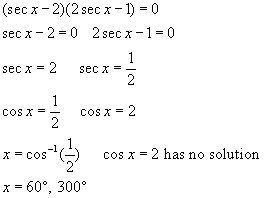 (sec x − 2)(2 sec x − 1) = 0
sec x − 2 = 0   2 sec x − 1 = 0
sec x = 2   sec x = 1/2
cos x = 1/2   cos x = 2
x = cos⁻¹(1/2)   cos x = 2 has no solution
x = 60°, 300°